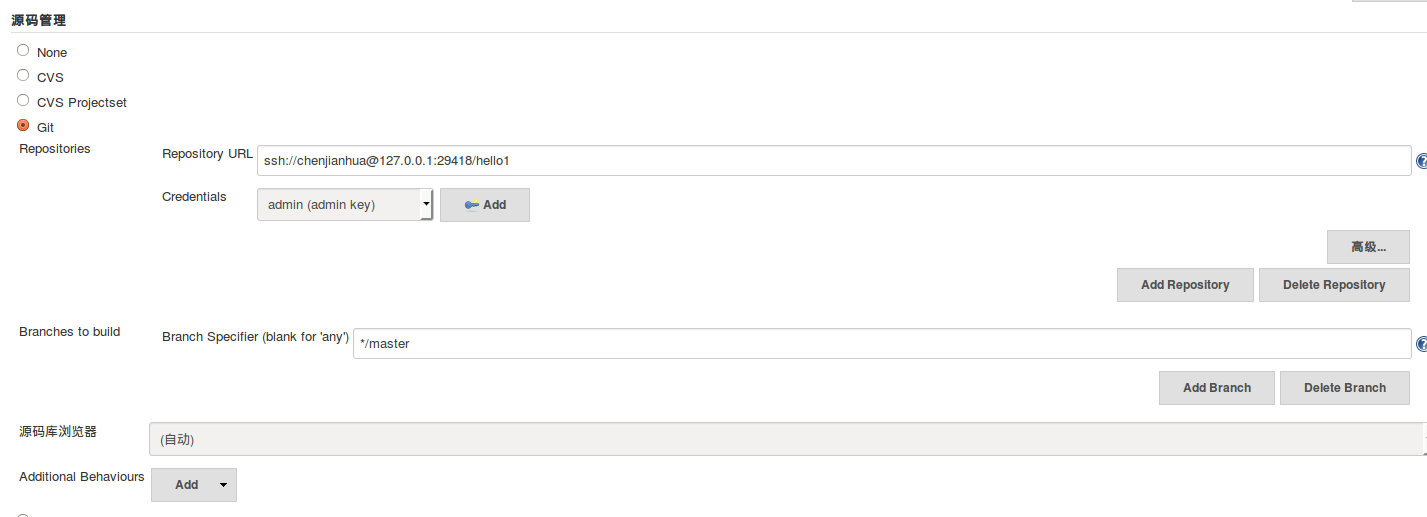 源码管理
None
CVS
CVS Projectset
Git
Repositories
Repository URL ssh://chenjianhua@127.0.0.1:29418/hello1 ?
Credentials admin (admin key) Add
高级...
Add Repository Delete Repository
Branches to build
Branch Specifier (blank for 'any') */master ?
Add Branch Delete Branch
源码库浏览器 (自动)
Additional Behaviours Add